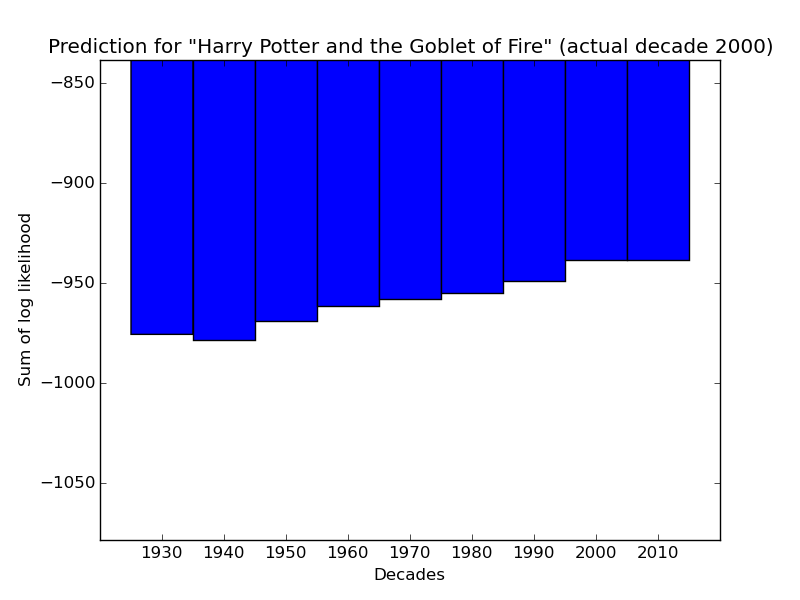 Prediction for "Harry Potter and the Goblet of Fire" (actual decade 2000)
−850
−900
−950
−1000
−1050
Sum of log likelihood
1930 1940 1950 1960 1970 1980 1990 2000 2010
Decades